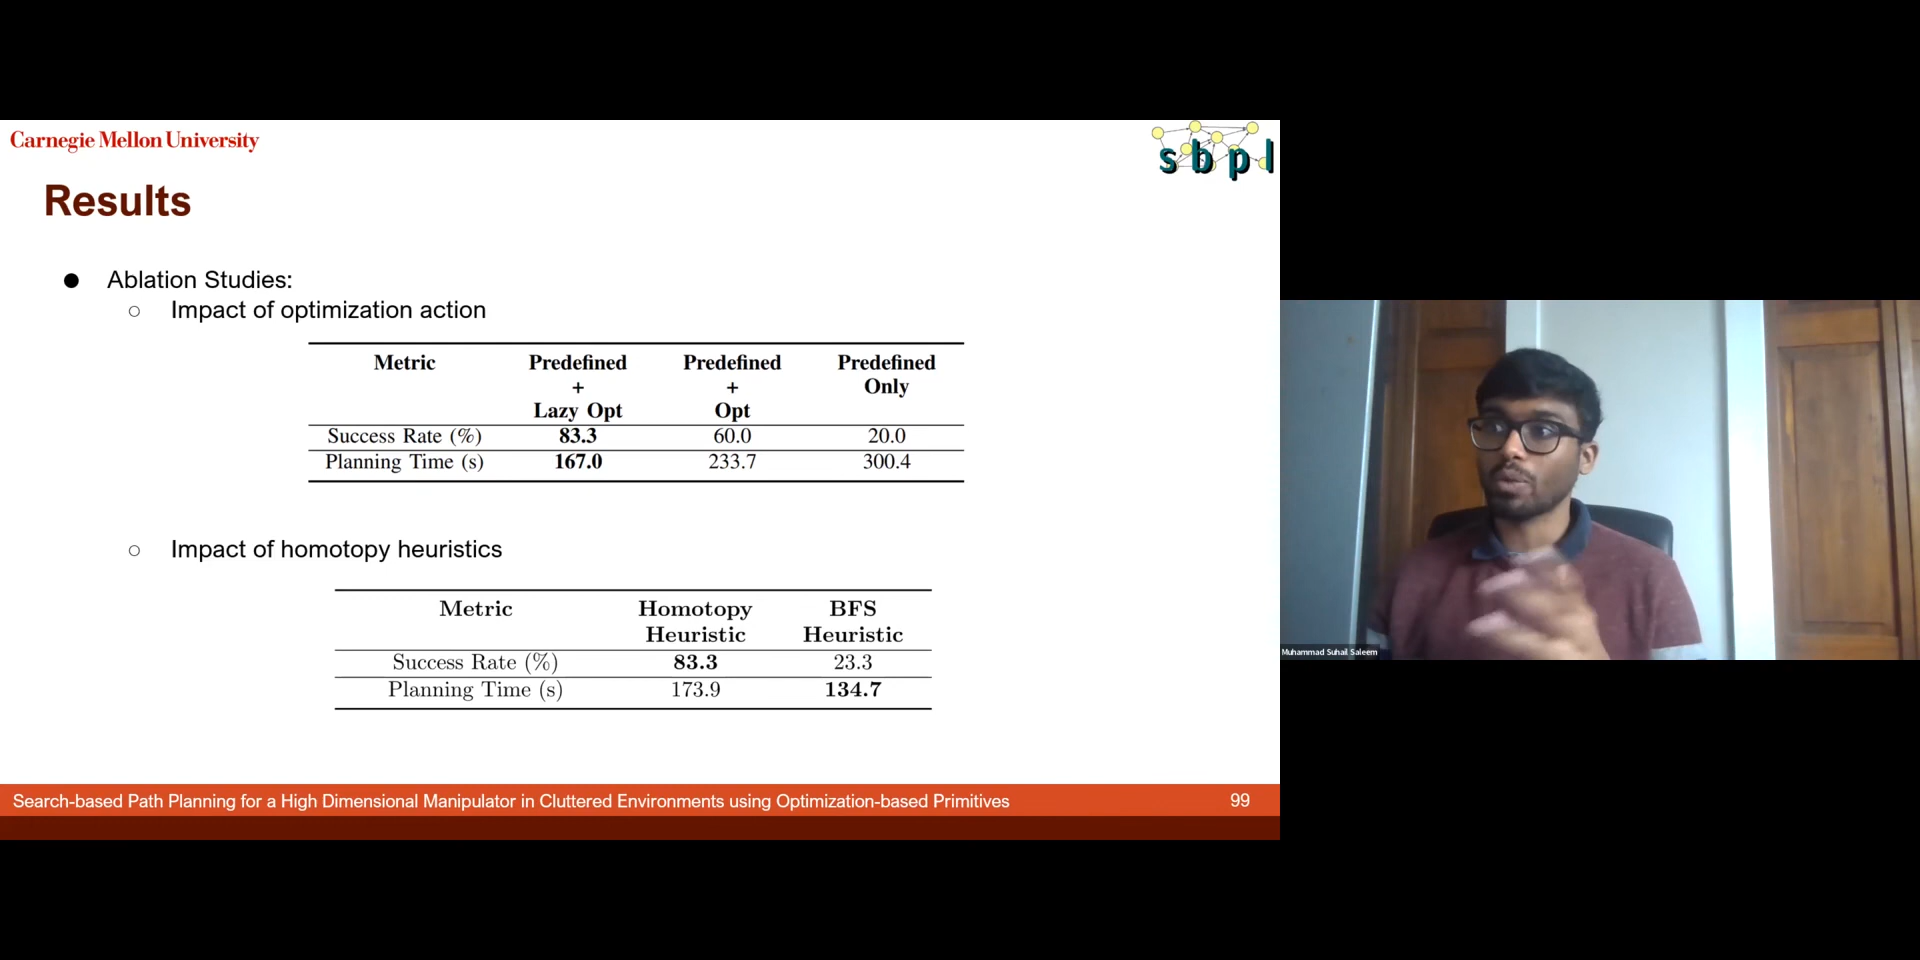 Carnegie Mellon University
sbpl
Results
● Ablation Studies:
○ Impact of optimization action
Metric Predefined + Lazy Opt Predefined + Opt Predefined Only
Success Rate (%) 83.3 60.0 20.0
Planning Time (s) 167.0 233.7 300.4
○ Impact of homotopy heuristics
Metric Homotopy Heuristic BFS Heuristic
Success Rate (%) 83.3 23.3
Planning Time (s) 173.9 134.7
Search-based Path Planning for a High Dimensional Manipulator in Cluttered Environments using Optimization-based Primitives 99
Muhammad Suhail Saleem